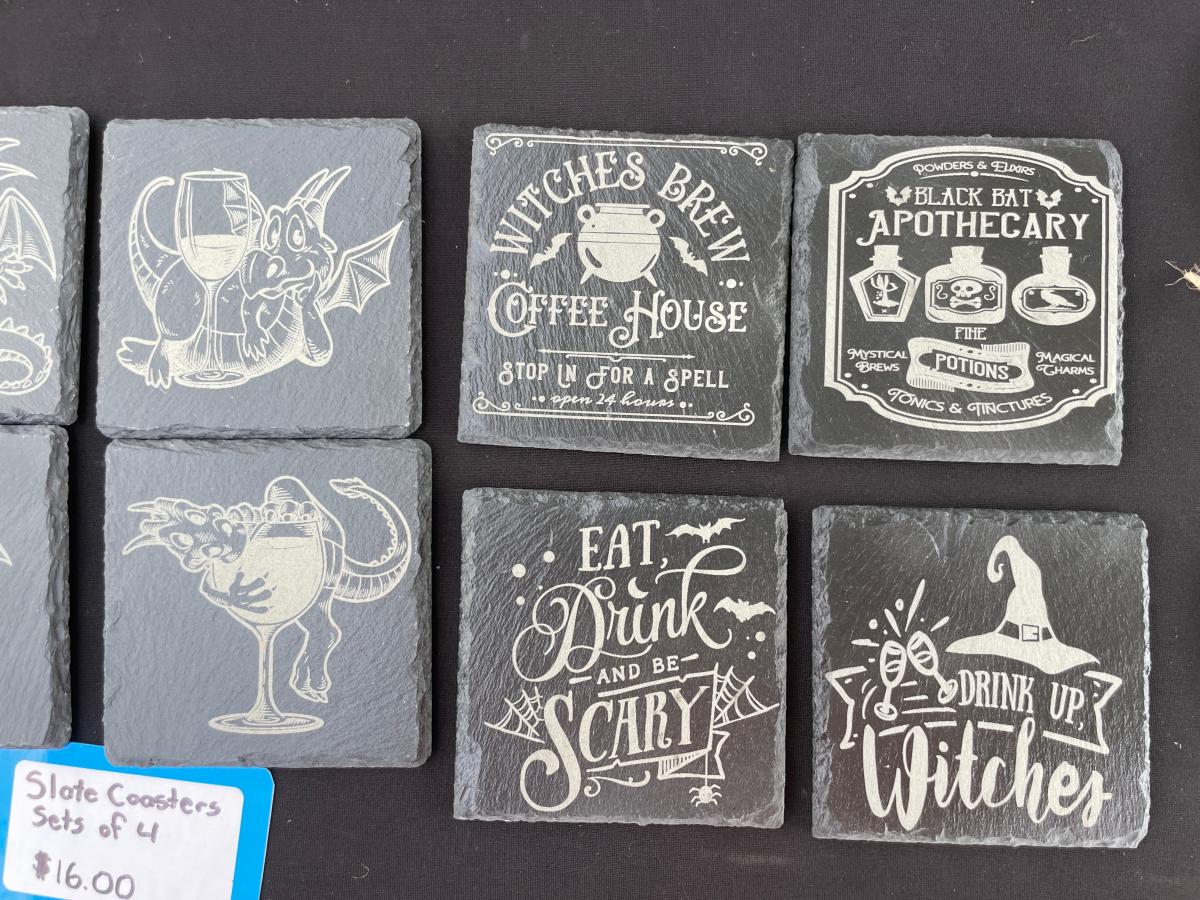 WITCHES BREW
COFFEE HOUSE
STOP IN FOR A SPELL
open 24 hours
POWDERS & ELIXIRS
BLACK BAT
APOTHECARY
FINE
MYSTICAL
BREWS
POTIONS
MAGICAL
CHARMS
TONICS & TINCTURES
EAT,
Drink
AND BE
SCARY
DRINK UP,
Witches
Slate Coasters
Sets of 4
$16.00